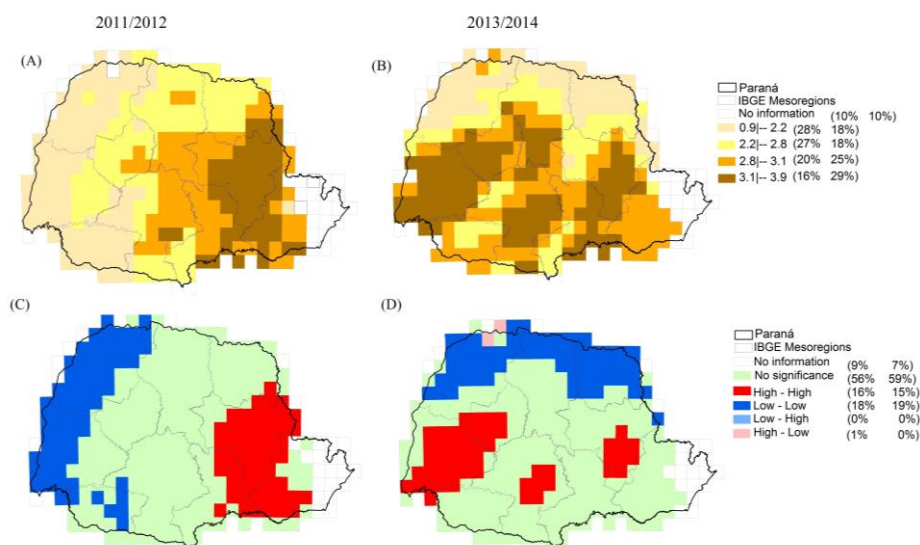 2011/2012
2013/2014
(A)
(B)
Paraná
IBGE Mesoregions
No information (10% 10%)
0.9|-- 2.2 (28% 18%)
2.2|-- 2.8 (27% 18%)
2.8|-- 3.1 (20% 25%)
3.1|-- 3.9 (16% 29%)
(C)
(D)
Paraná
IBGE Mesoregions
No information (9% 7%)
No significance (56% 59%)
High - High (16% 15%)
Low - Low (18% 19%)
Low - High (0% 0%)
High - Low (1% 0%)